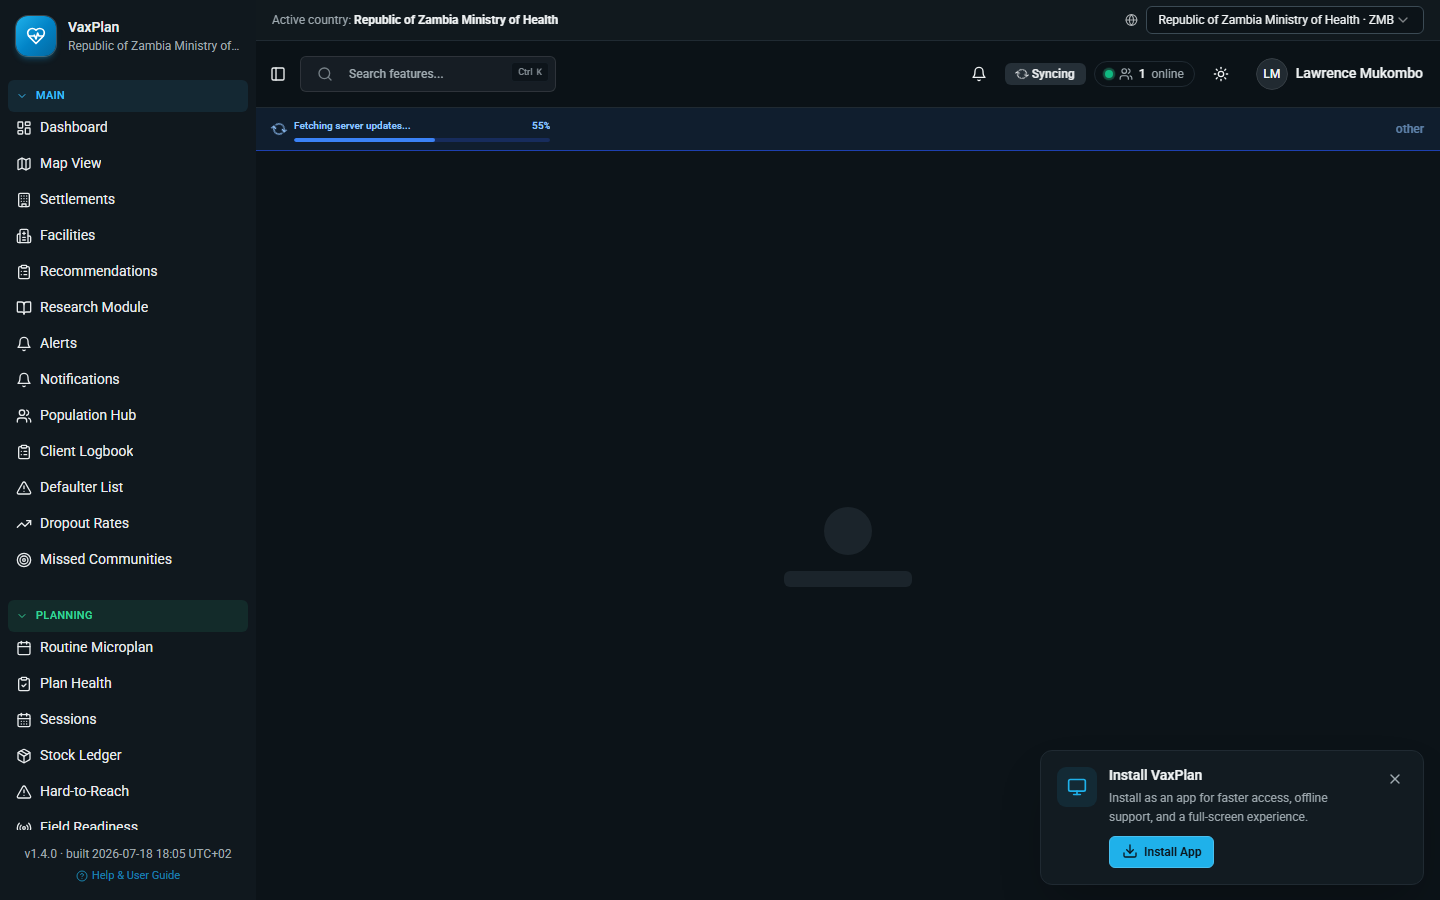 VaxPlan
Republic of Zambia Ministry of...
MAIN
Dashboard
Map View
Settlements
Facilities
Recommendations
Research Module
Alerts
Notifications
Population Hub
Client Logbook
Defaulter List
Dropout Rates
Missed Communities
PLANNING
Routine Microplan
Plan Health
Sessions
Stock Ledger
Hard-to-Reach
Field Readiness
v1.4.0 · built 2026-07-18 18:05 UTC+02
Help & User Guide
Active country: Republic of Zambia Ministry of Health
Republic of Zambia Ministry of Health · ZMB
Search features...
Ctrl K
Syncing
1 online
LM
Lawrence Mukombo
Fetching server updates...
55%
other
Install VaxPlan
Install as an app for faster access, offline
support, and a full-screen experience.
Install App